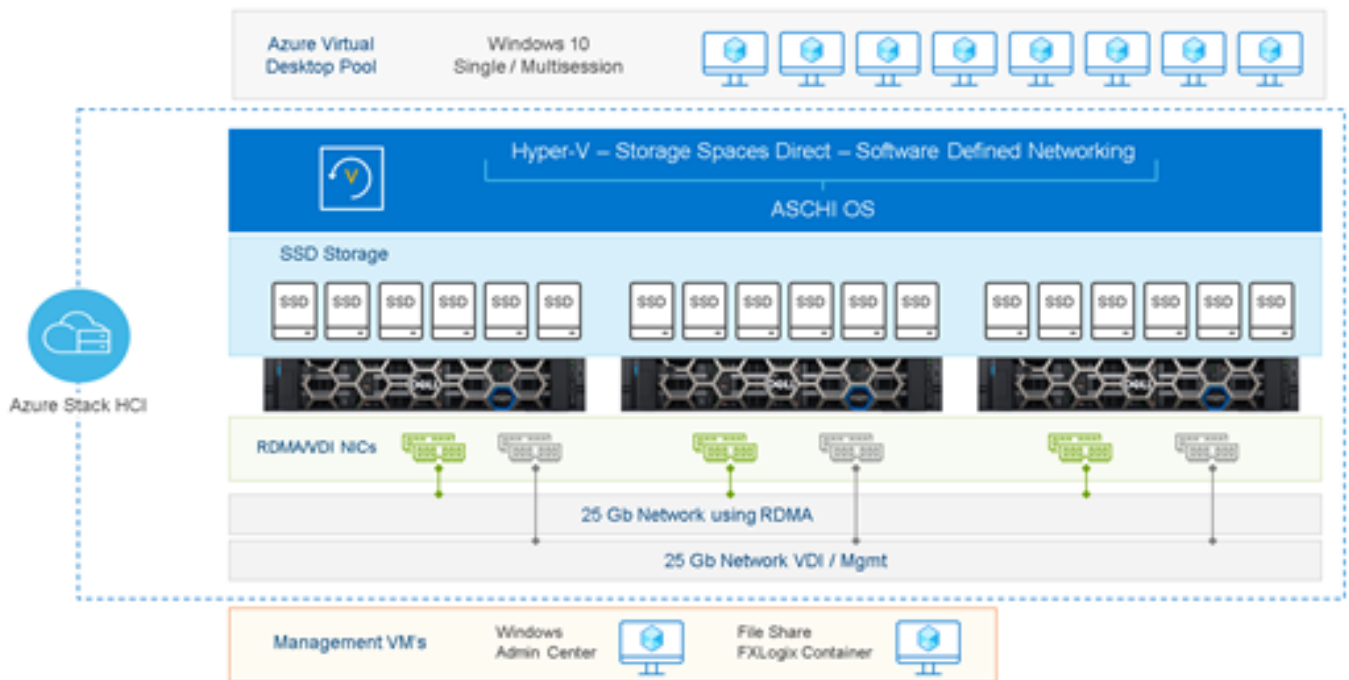 Azure Virtual
Desktop Pool
Windows 10
Single / Multisession
Hyper-V – Storage Spaces Direct – Software Defined Networking
V
ASCHI OS
SSD Storage
SSD SSD SSD SSD SSD SSD SSD SSD SSD SSD SSD SSD SSD SSD SSD SSD SSD SSD
DELL DELL DELL
Azure Stack HCI
RDMA/VDI NICs
25 Gb Network using RDMA
25 Gb Network VDI / Mgmt
Management VM's
Windows
Admin Center
File Share
FXLogix Container